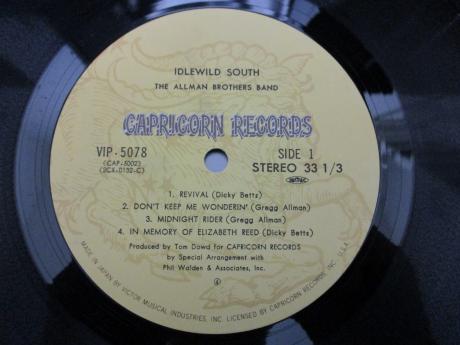 IDLEWILD SOUTH
THE ALLMAN BROTHERS BAND
CAPRICORN RECORDS
VIP-5078
(CAP-50023
(2CX-0132-C)
SIDE 1
STEREO 33 1/3
1. REVIVAL (Dicky Betts)
2. DON'T KEEP ME WONDERIN' (Gregg Allman)
3. MIDNIGHT RIDER (Gregg Allman)
4. IN MEMORY OF ELIZABETH REED (Dicky Betts)
Produced by Tom Dowd for CAPRICORN RECORDS
by Special Arrangement with
Phil Walden & Associates, Inc.
MADE IN JAPAN BY VICTOR MUSICAL INDUSTRIES, INC. LICENSED BY CAPRICORN RECORDS INC., U.S.A.